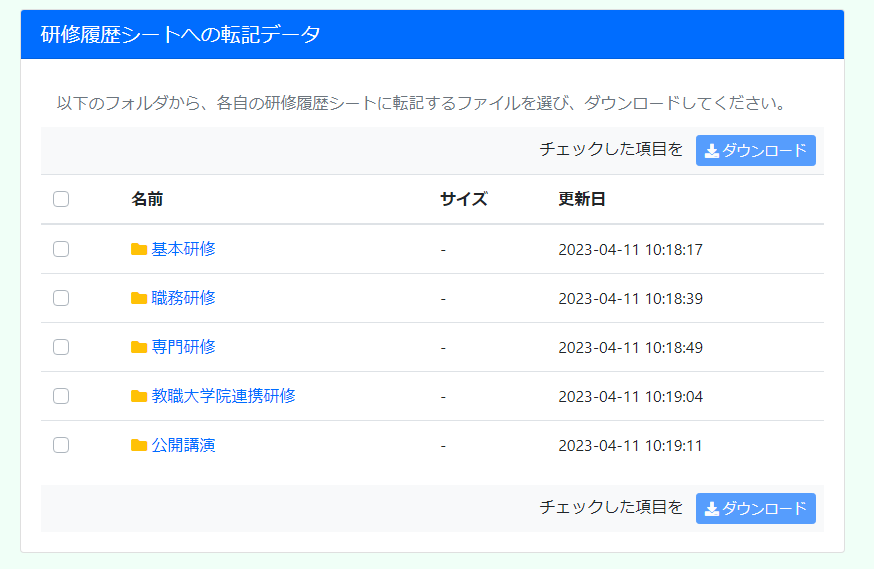 研修履歴シートへの転記データ
以下のフォルダから、各自の研修履歴シートに転記するファイルを選び、ダウンロードしてください。
チェックした項目を ダウンロード
名前 サイズ 更新日
基本研修 - 2023-04-11 10:18:17
職務研修 - 2023-04-11 10:18:39
専門研修 - 2023-04-11 10:18:49
教職大学院連携研修 - 2023-04-11 10:19:04
公開講演 - 2023-04-11 10:19:11
チェックした項目を ダウンロード